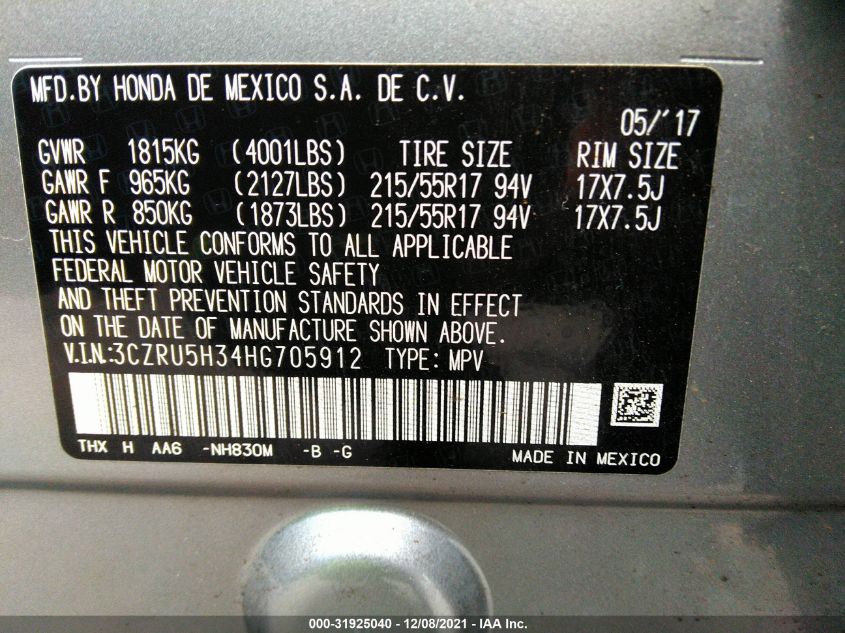 MFD.BY HONDA DE MEXICO S.A. DE C.V.
05/'17
GVWR 1815KG (4001LBS) TIRE SIZE RIM SIZE
GAWR F 965KG (2127LBS) 215/55R17 94V 17X7.5J
GAWR R 850KG (1873LBS) 215/55R17 94V 17X7.5J
THIS VEHICLE CONFORMS TO ALL APPLICABLE
FEDERAL MOTOR VEHICLE SAFETY
AND THEFT PREVENTION STANDARDS IN EFFECT
ON THE DATE OF MANUFACTURE SHOWN ABOVE.
V.I.N.:3CZRU5H34HG705912 TYPE: MPV
THX H AA6 -NH830M -B -G MADE IN MEXICO
000-31925040 - 12/08/2021 - IAA Inc.